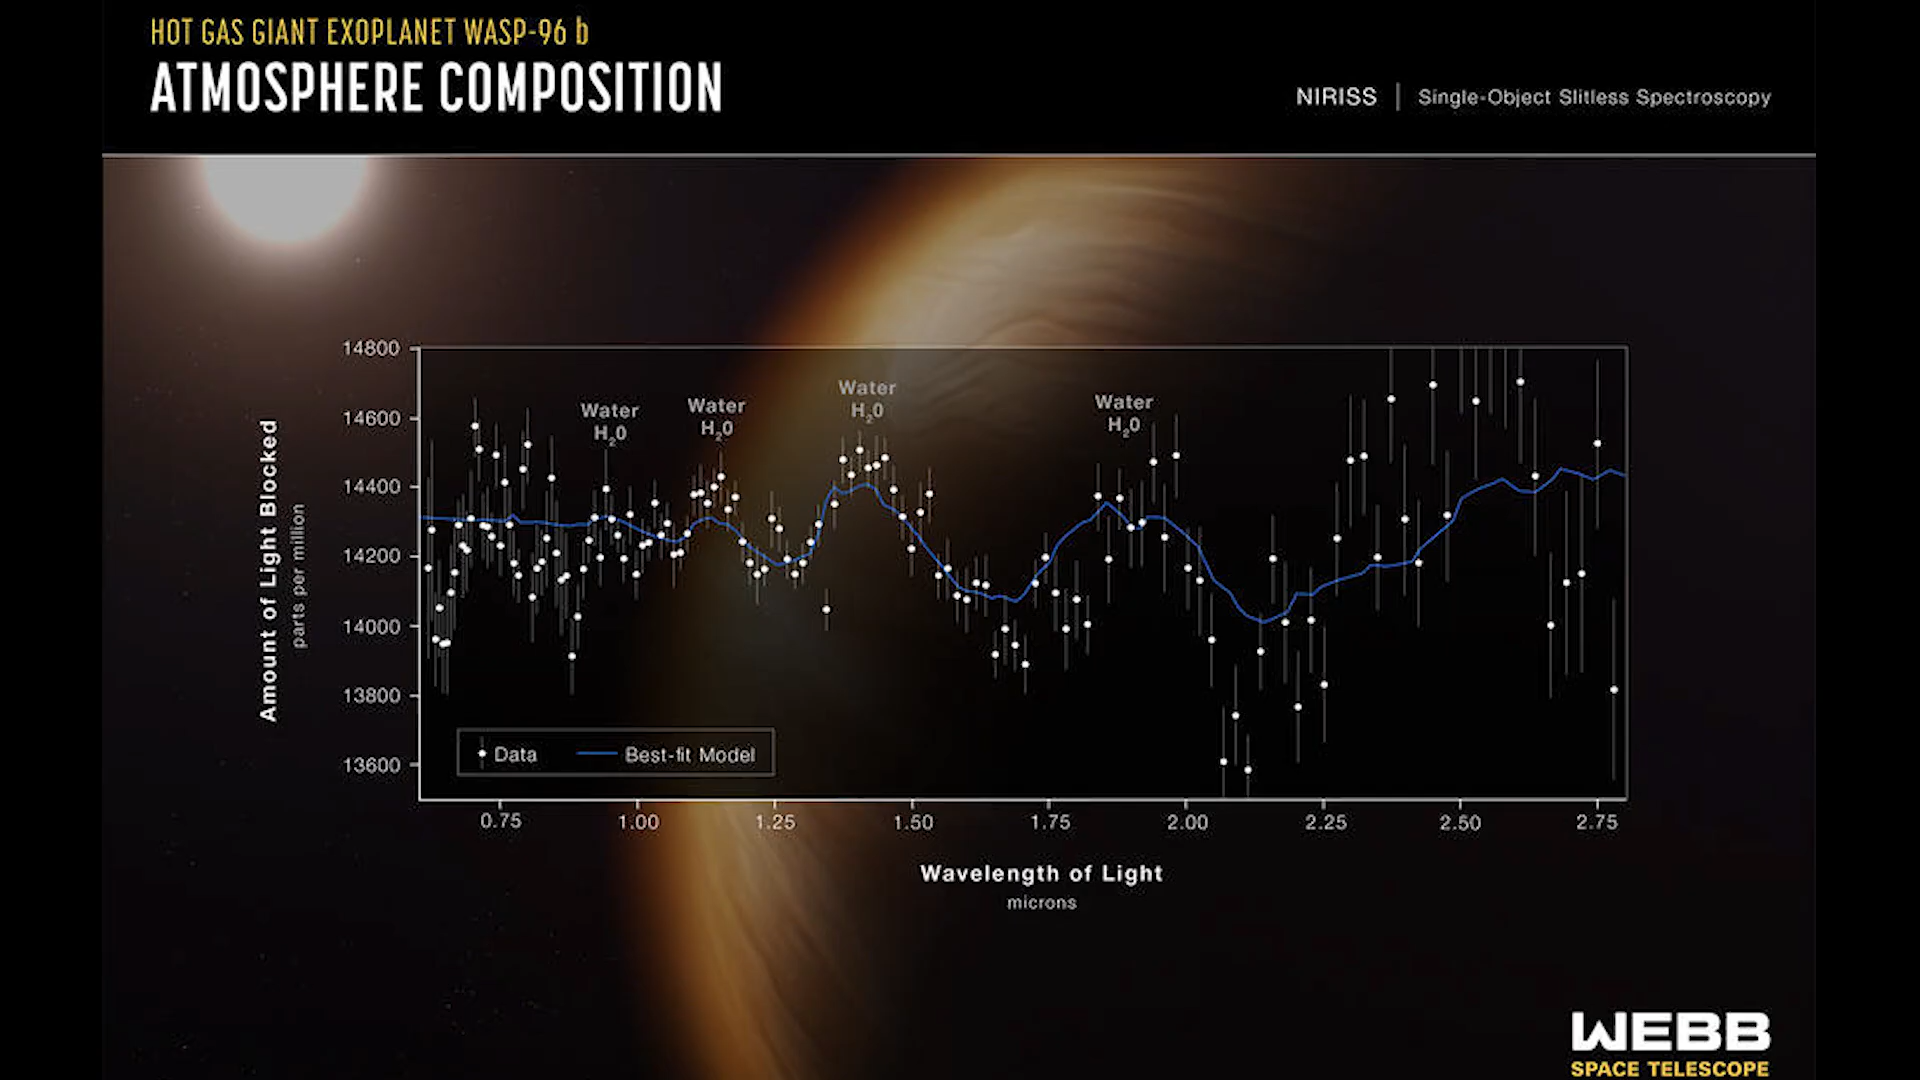 HOT GAS GIANT EXOPLANET WASP-96 b
ATMOSPHERE COMPOSITION
NIRISS | Single-Object Slitless Spectroscopy
Amount of Light Blocked
parts per million
14800
14600
14400
14200
14000
13800
13600
Water
H₂O
Water
H₂O
Water
H₂O
Water
H₂O
Data
Best-fit Model
0.75 1.00 1.25 1.50 1.75 2.00 2.25 2.50 2.75
Wavelength of Light
microns
WEBB
SPACE TELESCOPE